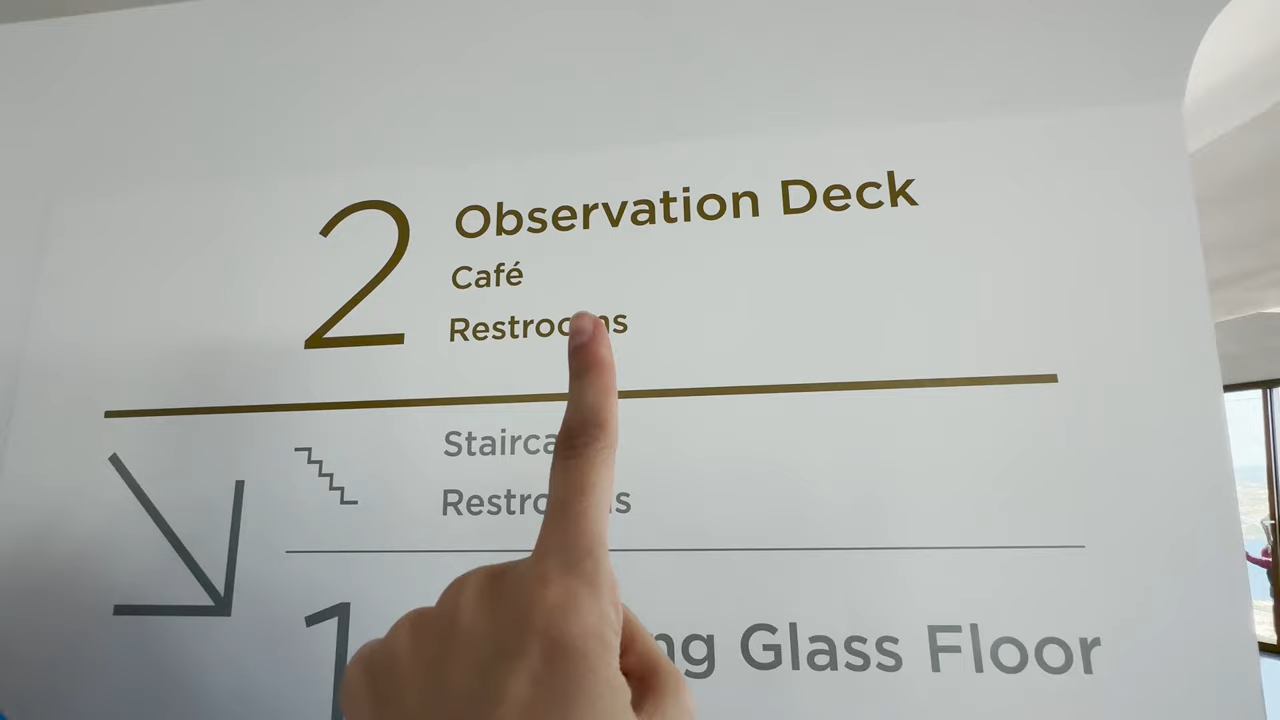 2 Observation Deck
Café
Restrooms
Restrooms
1
Glass Floor